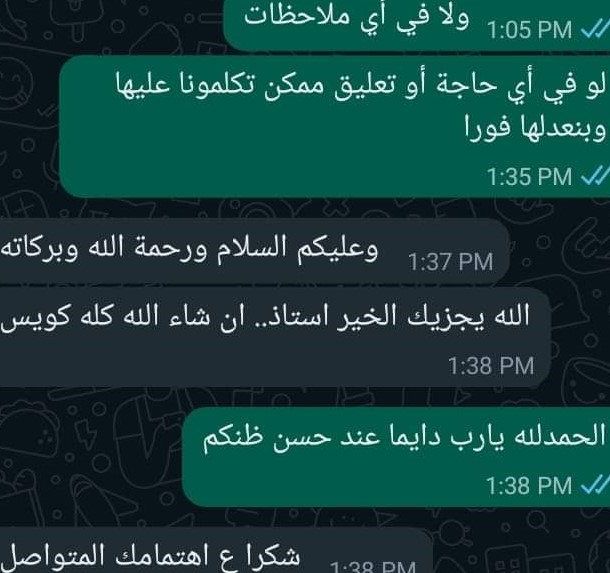 ولا في أي ملاحظات
1:05 PM
لو في أي حاجة أو تعليق ممكن تكلمونا عليها
وبنعدلها فورا
1:35 PM
وعليكم السلام ورحمة الله وبركاته
1:37 PM
الله يجزيك الخير استاذ.. ان شاء الله كله كويس
1:38 PM
الحمدلله يارب دايما عند حسن ظنكم
1:38 PM
شكرا ع اهتمامك المتواصل
1:38 PM